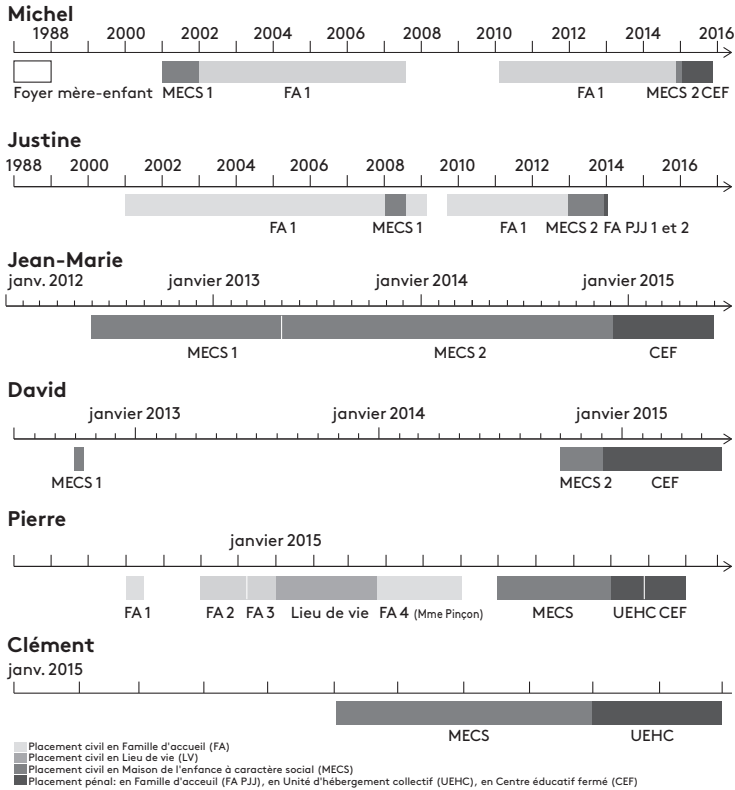 Michel
1988 2000 2002 2004 2006 2008 2010 2012 2014 2016
Foyer mère-enfant MECS 1 FA 1 FA 1 MECS 2 CEF
Justine
1988 2000 2002 2004 2006 2008 2010 2012 2014 2016
FA 1 MECS 1 FA 1 MECS 2 FA PJJ 1 et 2
Jean-Marie
janv. 2012 janvier 2013 janvier 2014 janvier 2015
MECS 1 MECS 2 CEF
David
janvier 2013 janvier 2014 janvier 2015
MECS 1 MECS 2 CEF
Pierre
janvier 2015
FA 1 FA 2 FA 3 Lieu de vie FA 4 (Mme Pinçon) MECS UEHC CEF
Clément
janv. 2015
MECS UEHC
Placement civil en Famille d'accueil (FA)
Placement civil en Lieu de vie (LV)
Placement civil en Maison de l'enfance à caractère social (MECS)
Placement pénal: en Famille d'acceuil (FA PJJ), en Unité d'hébergement collectif (UEHC), en Centre éducatif fermé (CEF)